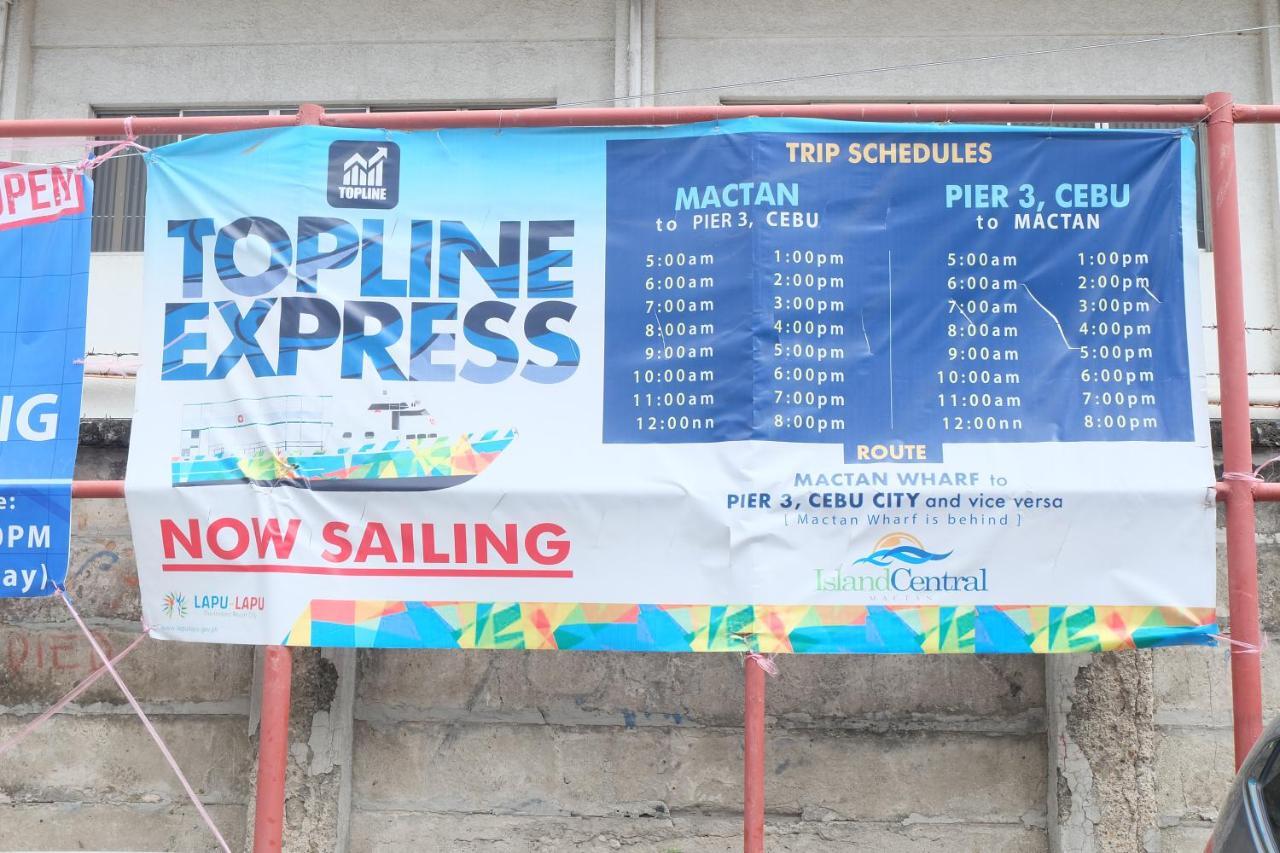 OPEN
NG
e:
0PM
ay)
TOPLINE
TOPLINE
EXPRESS
NOW SAILING
LAPU-LAPU
TRIP SCHEDULES
MACTAN
to PIER 3, CEBU
5:00am 1:00pm
6:00am 2:00pm
7:00am 3:00pm
8:00am 4:00pm
9:00am 5:00pm
10:00am 6:00pm
11:00am 7:00pm
12:00nn 8:00pm
PIER 3, CEBU
to MACTAN
5:00am 1:00pm
6:00am 2:00pm
7:00am 3:00pm
8:00am 4:00pm
9:00am 5:00pm
10:00am 6:00pm
11:00am 7:00pm
12:00nn 8:00pm
ROUTE
MACTAN WHARF to
PIER 3, CEBU CITY and vice versa
[ Mactan Wharf is behind ]
IslandCentral
MACTAN